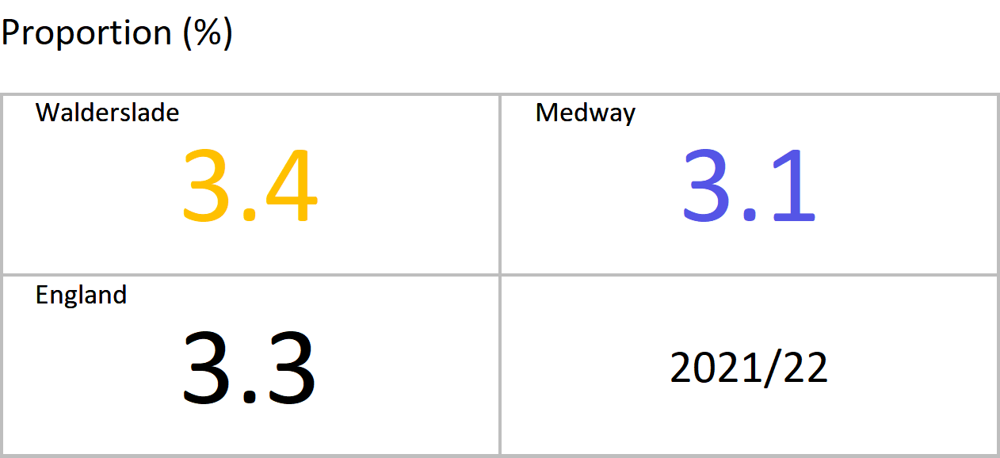 Proportion (%)
Walderslade
3.4
Medway
3.1
England
3.3
2021/22